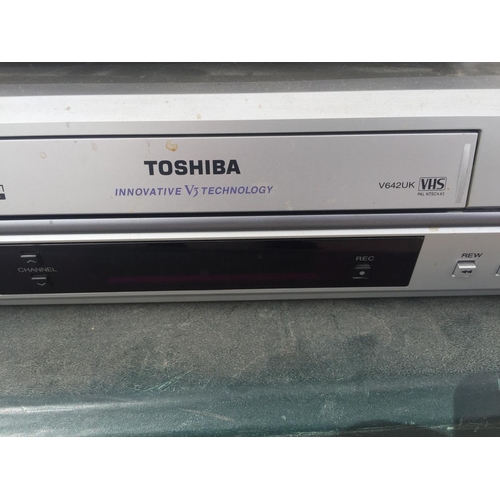 TOSHIBA
INNOVATIVE V3 TECHNOLOGY
V642UK VHS
CHANNEL
REC
REW